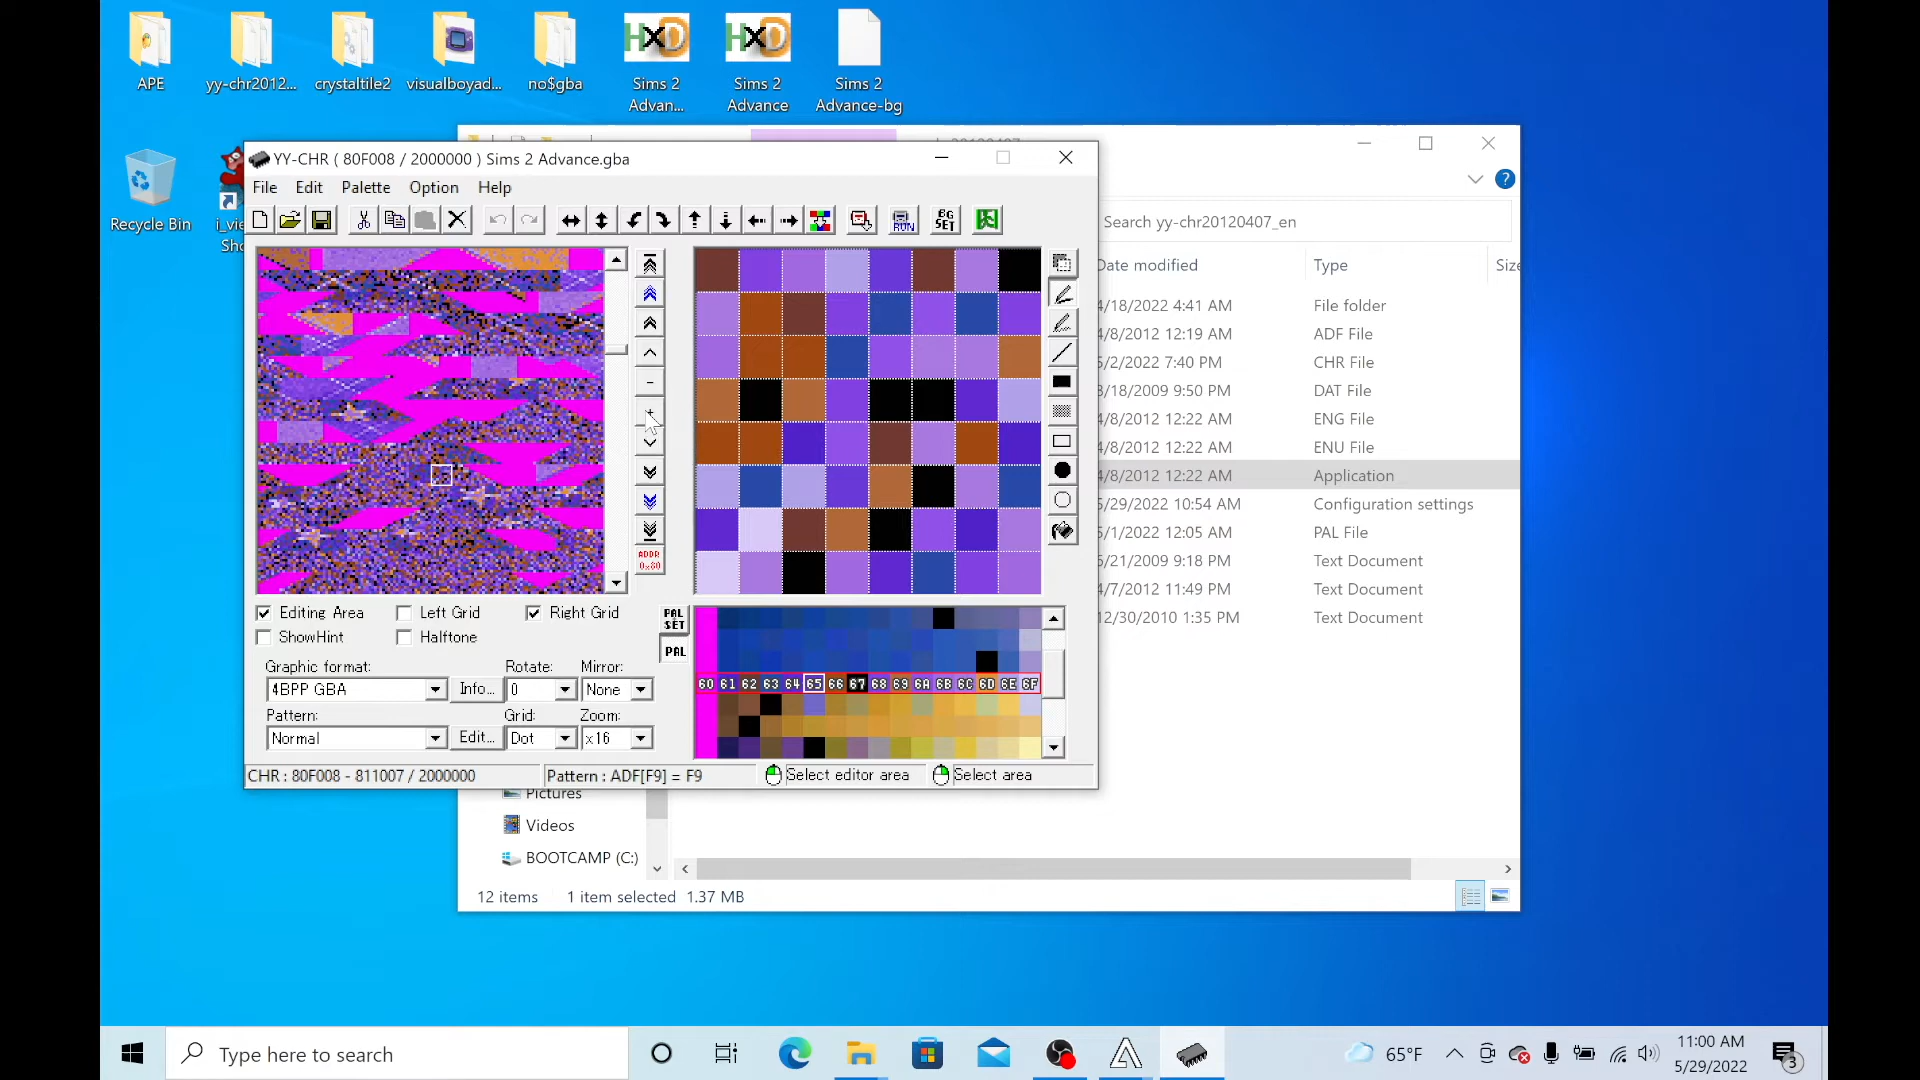 APE
yy-chr2012...
crystaltile2
visualboyad...
no$gba
Sims 2
Advan...
Sims 2
Advance
Sims 2
Advance-bg
Recycle Bin
i_vie
Sho
YY-CHR ( 80F008 / 2000000 ) Sims 2 Advance.gba
File Edit Palette Option Help
RUN
BG
SET
ADDR
0x80
Editing Area
Left Grid
Right Grid
ShowHint
Halftone
Graphic format:
4BPP GBA
Info...
Rotate:
0
Mirror:
None
Pattern:
Normal
Edit...
Grid:
Dot
Zoom:
x16
PAL
SET
PAL
60 61 62 63 64 65 66 67 68 69 6A 6B 6C 6D 6E 6F
CHR : 80F008 - 811007 / 2000000
Pattern : ADF[F9] = F9
Select editor area
Select area
Search yy-chr20120407_en
Date modified Type Size
4/18/2022 4:41 AM File folder
4/8/2012 12:19 AM ADF File
5/2/2022 7:40 PM CHR File
3/18/2009 9:50 PM DAT File
4/8/2012 12:22 AM ENG File
4/8/2012 12:22 AM ENU File
4/8/2012 12:22 AM Application
5/29/2022 10:54 AM Configuration settings
5/1/2022 12:05 AM PAL File
6/21/2009 9:18 PM Text Document
4/7/2012 11:49 PM Text Document
12/30/2010 1:35 PM Text Document
Pictures
Videos
BOOTCAMP (C:)
12 items 1 item selected 1.37 MB
Type here to search
65°F
11:00 AM
5/29/2022
3